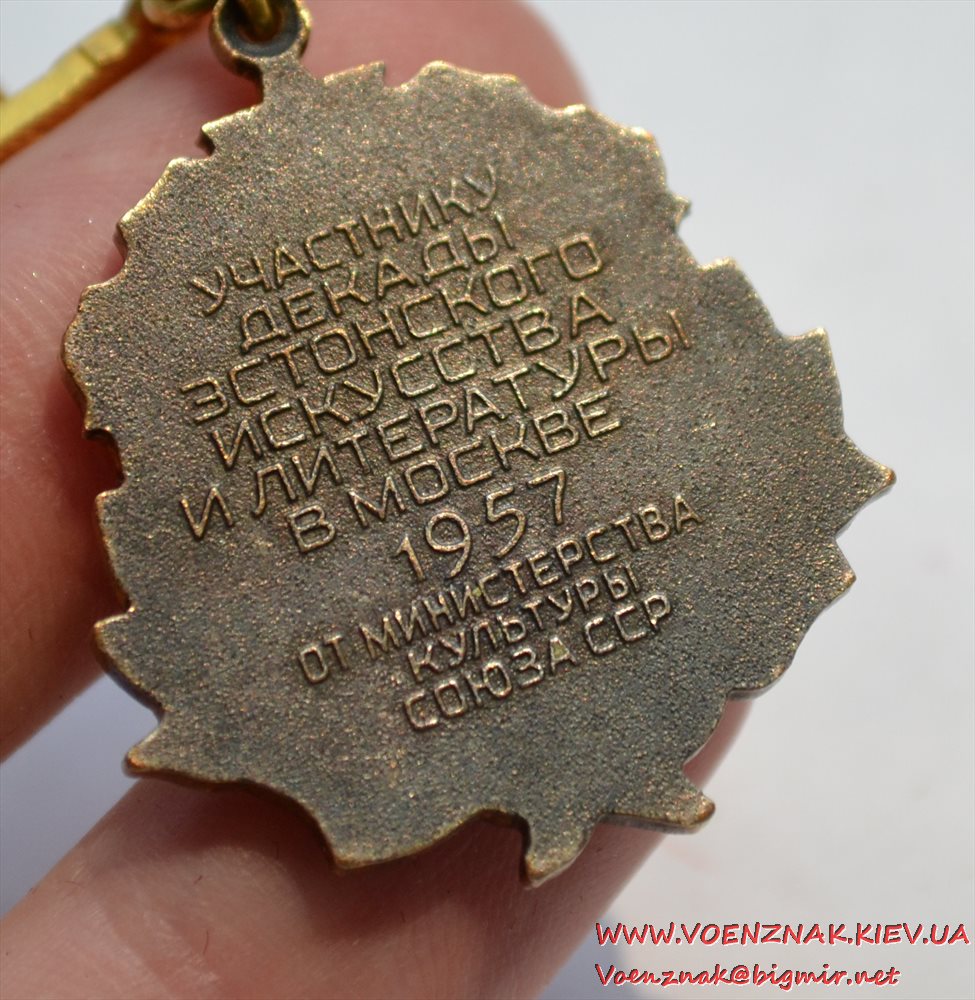 УЧАСТНИКУ
ДЕКАДЫ
ЭСТОНСКОГО
ИСКУССТВА
И ЛИТЕРАТУРЫ
В МОСКВЕ
1957
ОТ МИНИСТЕРСТВА
КУЛЬТУРЫ
СОЮЗА ССР
WWW.VOENZNAK.KIEV.UA
Voenznak@bigmir.net